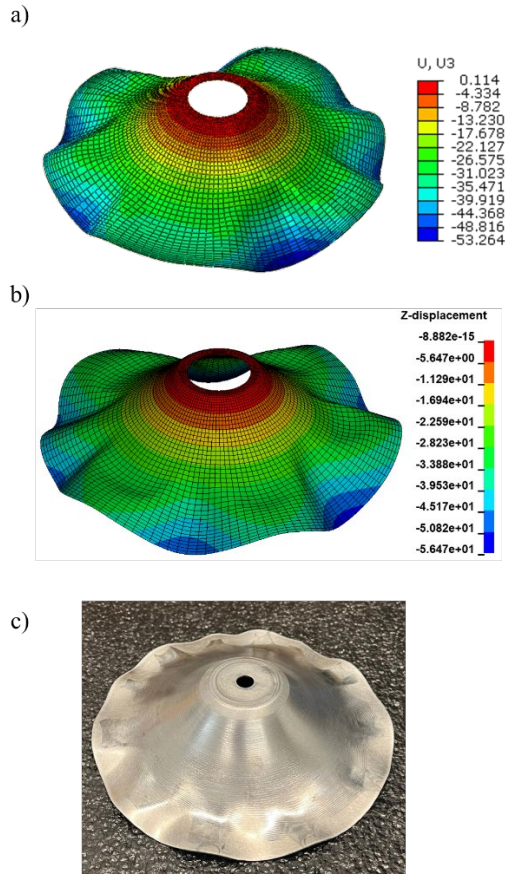 a)
U, U3
0.114
-4.334
-8.782
-13.230
-17.678
-22.127
-26.575
-31.023
-35.471
-39.919
-44.368
-48.816
-53.264
b)
Z-displacement
-8.882e-15
-5.647e+00
-1.129e+01
-1.694e+01
-2.259e+01
-2.823e+01
-3.388e+01
-3.953e+01
-4.517e+01
-5.082e+01
-5.647e+01
c)